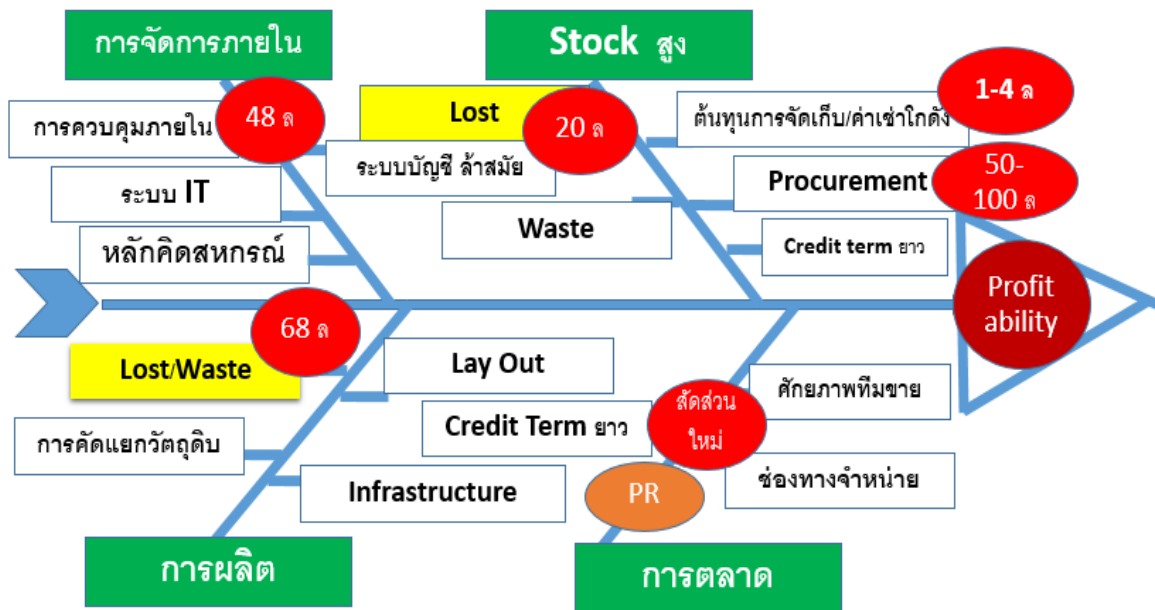 การจัดการภายใน
Stock สูง
48 ล
Lost
20 ล
1-4 ล
การควบคุมภายใน
ต้นทุนการจัดเก็บ/ค่าเช่าโกดัง
ระบบบัญชี ล้าสมัย
ระบบ IT
Procurement
50-
100 ล
Waste
หลักคิดสหกรณ์
Credit term ยาว
Profit
ability
68 ล
Lost/Waste
Lay Out
ศักยภาพทีมขาย
Credit Term ยาว
สัดส่วน
ใหม่
การคัดแยกวัตถุดิบ
Infrastructure
PR
ช่องทางจำหน่าย
การผลิต
การตลาด